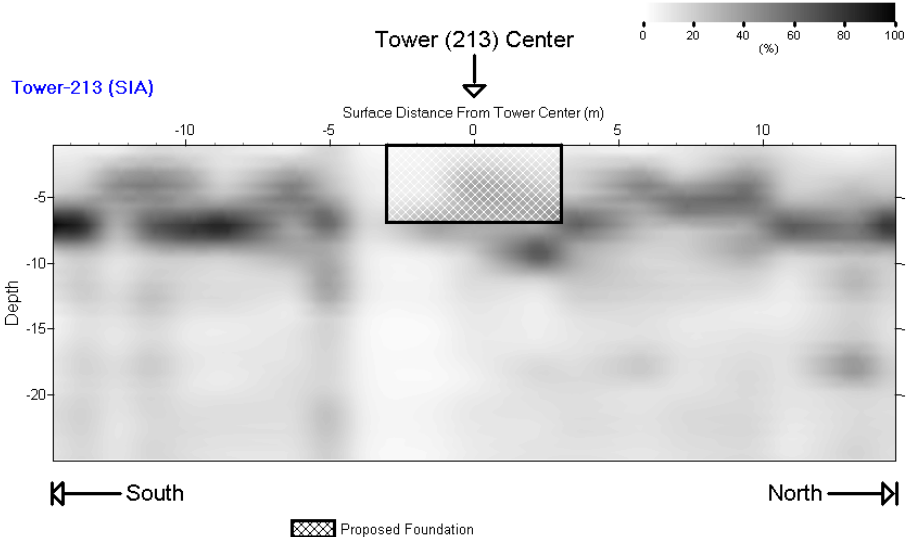 0 20 40 60 80 100
(%)
Tower (213) Center
Tower-213 (SIA)
Surface Distance From Tower Center (m)
-10 -5 0 5 10
-5
-10
-15
-20
Depth
South
North
Proposed Foundation